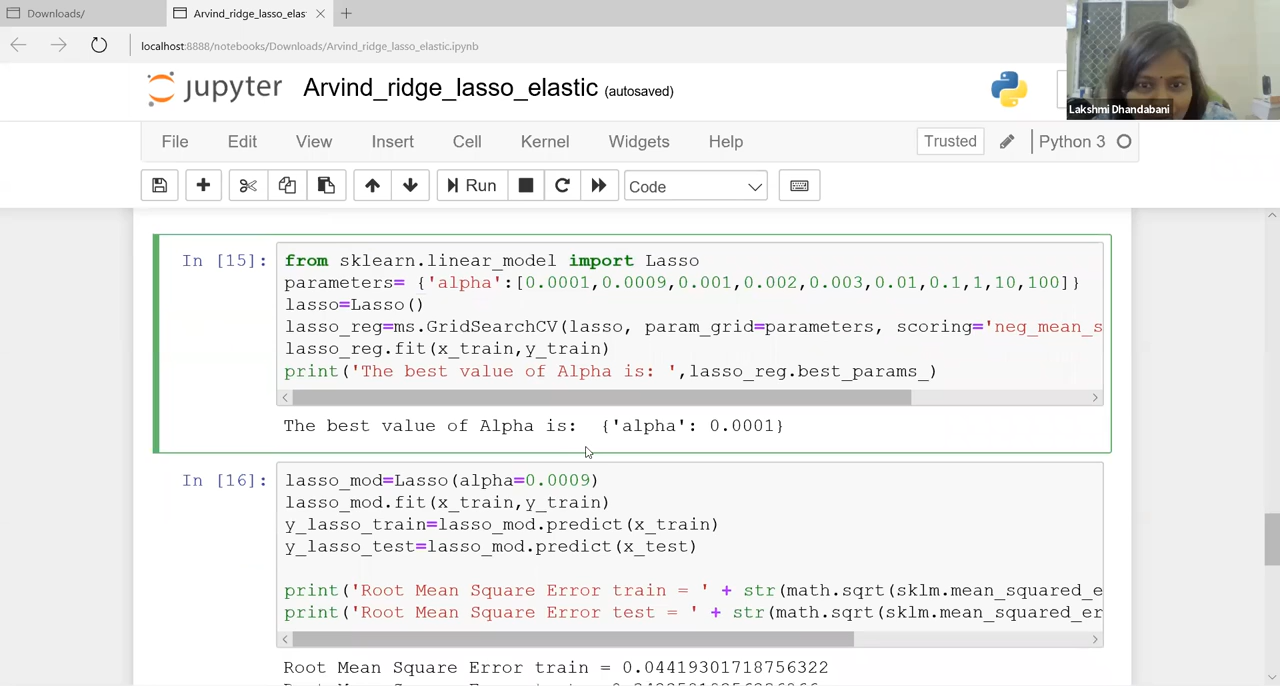 Downloads/
Arvind_ridge_lasso_elas
localhost:8888/notebooks/Downloads/Arvind_ridge_lasso_elastic.ipynb
jupyter Arvind_ridge_lasso_elastic (autosaved)
Lakshmi Dhandabani
File Edit View Insert Cell Kernel Widgets Help Trusted Python 3
Run Code
In [15]: from sklearn.linear_model import Lasso
parameters= {'alpha':[0.0001,0.0009,0.001,0.002,0.003,0.01,0.1,1,10,100]}
lasso=Lasso()
lasso_reg=ms.GridSearchCV(lasso, param_grid=parameters, scoring='neg_mean_s
lasso_reg.fit(x_train,y_train)
print('The best value of Alpha is: ',lasso_reg.best_params_)
The best value of Alpha is:  {'alpha': 0.0001}
In [16]: lasso_mod=Lasso(alpha=0.0009)
lasso_mod.fit(x_train,y_train)
y_lasso_train=lasso_mod.predict(x_train)
y_lasso_test=lasso_mod.predict(x_test)
print('Root Mean Square Error train = ' + str(math.sqrt(sklm.mean_squared_e
print('Root Mean Square Error test = ' + str(math.sqrt(sklm.mean_squared_er
Root Mean Square Error train = 0.04419301718756322